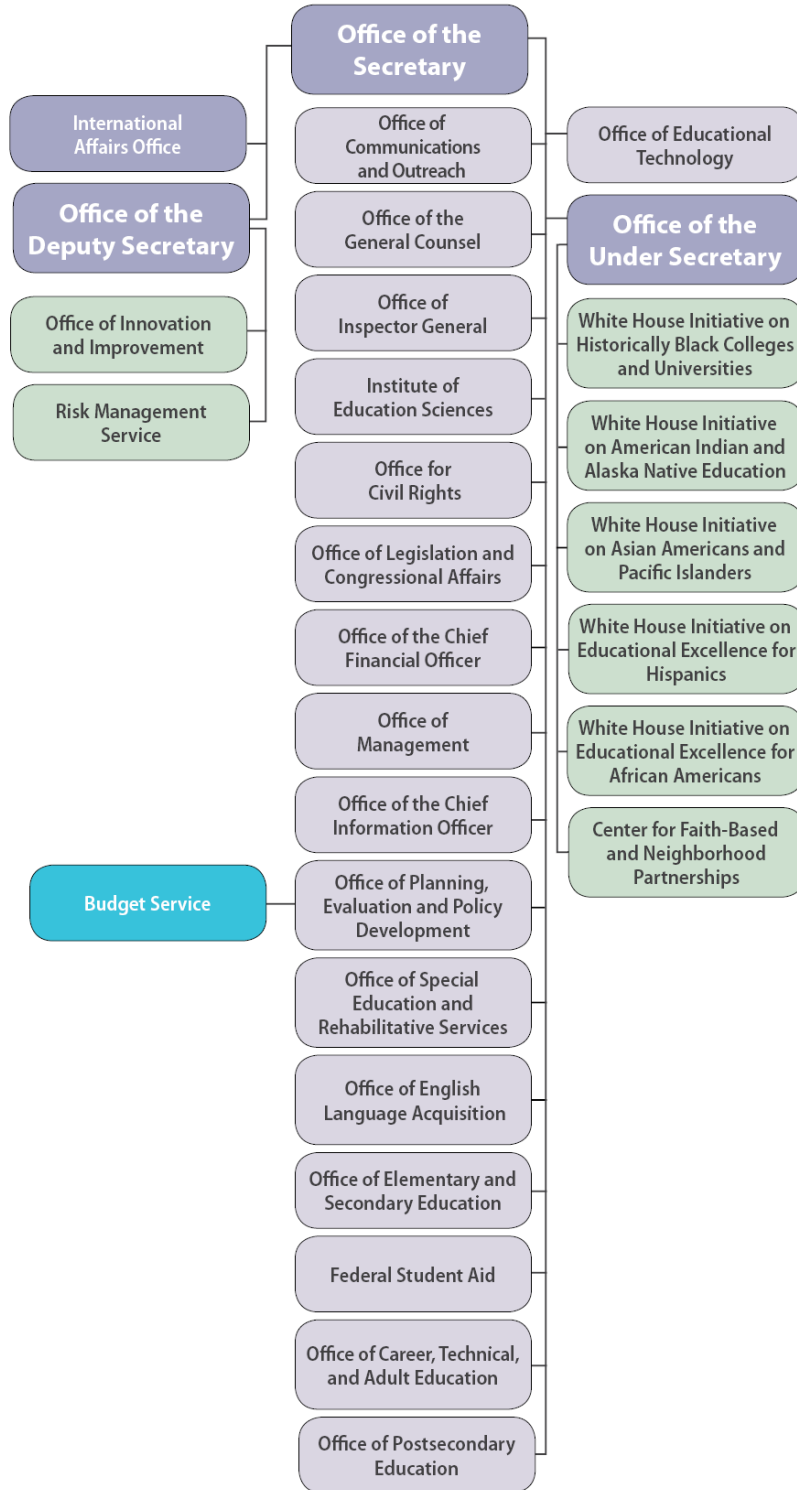 Office of the
Secretary
International
Affairs Office
Office of the
Deputy Secretary
Office of Innovation
and Improvement
Risk Management
Service
Budget Service
Office of
Communications
and Outreach
Office of the
General Counsel
Office of
Inspector General
Institute of
Education Sciences
Office for
Civil Rights
Office of Legislation and
Congressional Affairs
Office of the Chief
Financial Officer
Office of
Management
Office of the Chief
Information Officer
Office of Planning,
Evaluation and Policy
Development
Office of Special
Education and
Rehabilitative Services
Office of English
Language Acquisition
Office of Elementary and
Secondary Education
Federal Student Aid
Office of Career, Technical,
and Adult Education
Office of Postsecondary
Education
Office of Educational
Technology
Office of the
Under Secretary
White House Initiative on
Historically Black Colleges
and Universities
White House Initiative
on American Indian and
Alaska Native Education
White House Initiative
on Asian Americans and
Pacific Islanders
White House Initiative on
Educational Excellence for
Hispanics
White House Initiative on
Educational Excellence for
African Americans
Center for Faith-Based
and Neighborhood
Partnerships